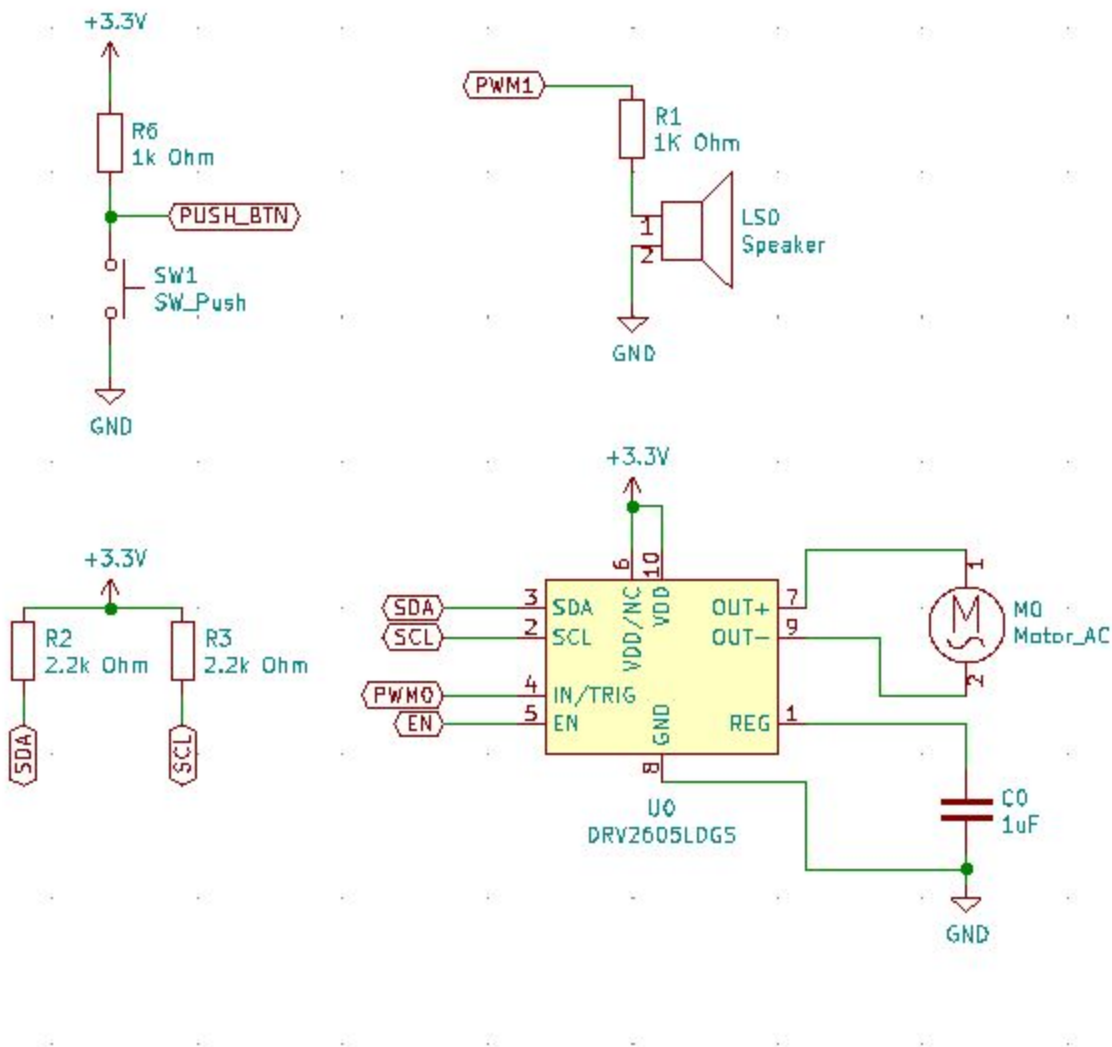 +3.3V
R6
1k Ohm
PUSH_BTN
SW1
SW_Push
GND
PWM1
R1
1K Ohm
1
2
LS0
Speaker
GND
+3.3V
R2
2.2k Ohm
R3
2.2k Ohm
SDA
SCL
+3.3V
6
10
SDA
3
SDA
SCL
2
SCL
PWM0
4
IN/TRIG
EN
5
EN
VDD/NC
VDD
OUT+
7
OUT-
9
REG
1
GND
8
U0
DRV2605LDGS
1
M
M0
Motor_AC
2
C0
1uF
GND